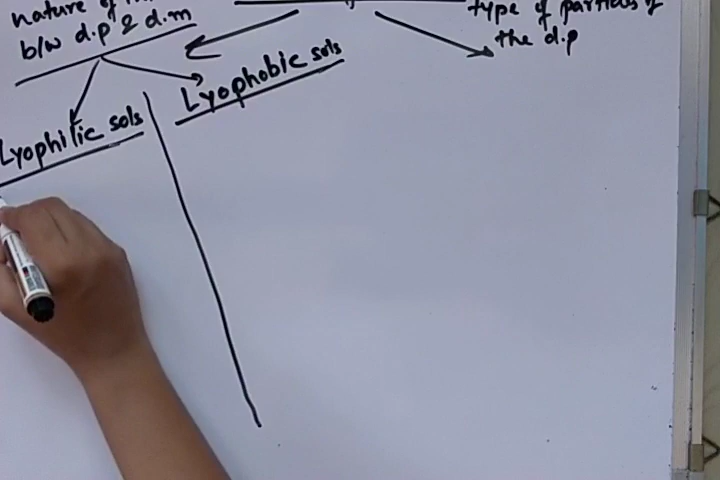 nature of
b/w d.p & d.m
type of particles of
the d.p
Lyophobic sols
Lyophilic sols